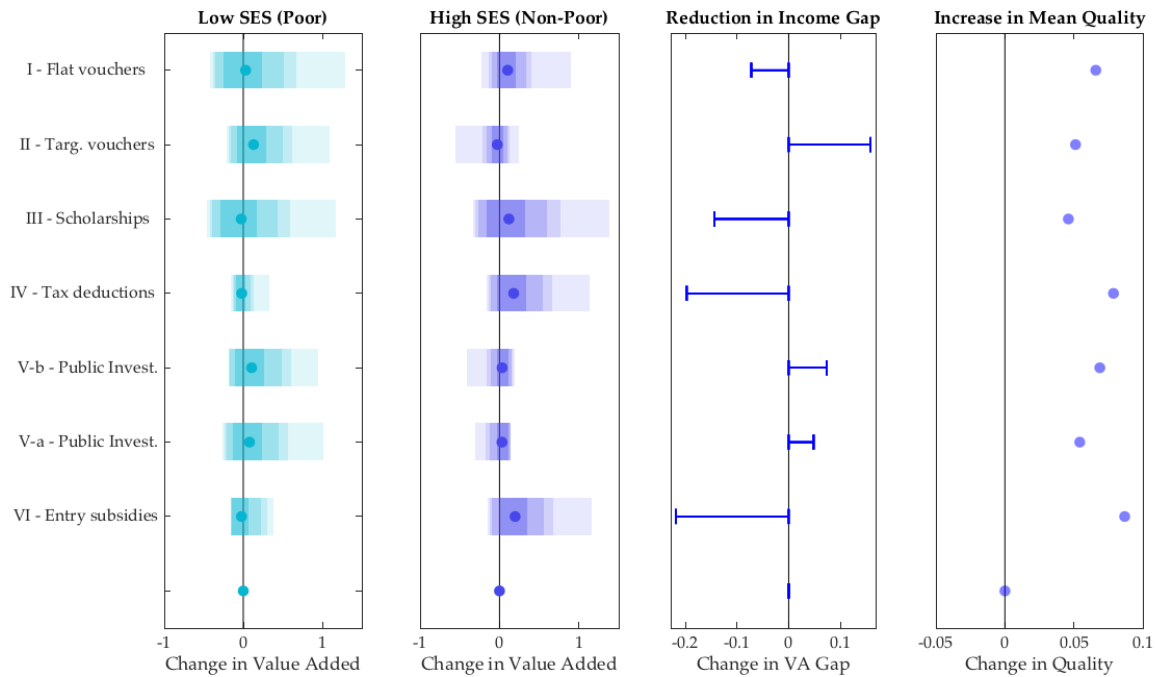 Low SES (Poor)
High SES (Non-Poor)
Reduction in Income Gap
Increase in Mean Quality
I - Flat vouchers
II - Targ. vouchers
III - Scholarships
IV - Tax deductions
V-b - Public Invest.
V-a - Public Invest.
VI - Entry subsidies
-1 0 1
-1 0 1
-0.2 -0.1 0 0.1
-0.05 0 0.05 0.1
Change in Value Added
Change in Value Added
Change in VA Gap
Change in Quality